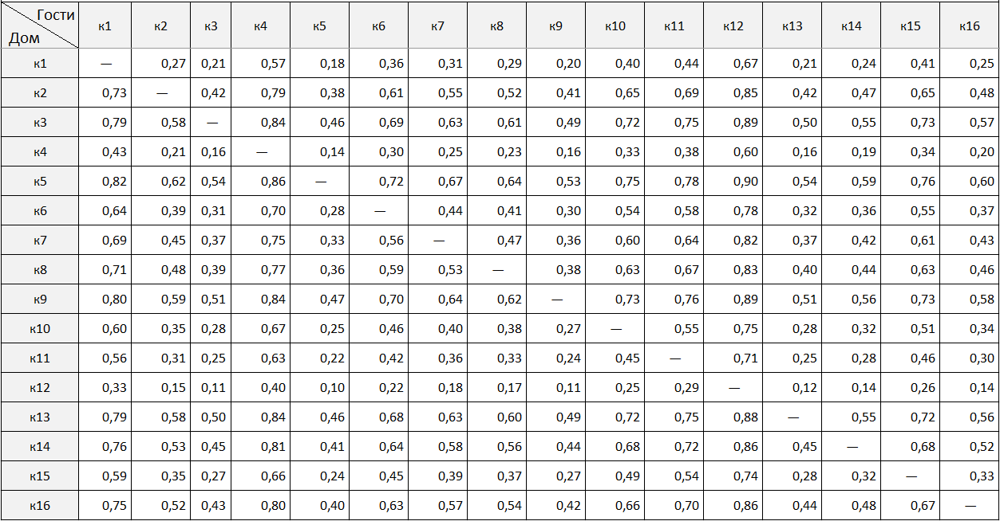 Гости
Дом к1 к2 к3 к4 к5 к6 к7 к8 к9 к10 к11 к12 к13 к14 к15 к16
к1 — 0,27 0,21 0,57 0,18 0,36 0,31 0,29 0,20 0,40 0,44 0,67 0,21 0,24 0,41 0,25
к2 0,73 — 0,42 0,79 0,38 0,61 0,55 0,52 0,41 0,65 0,69 0,85 0,42 0,47 0,65 0,48
к3 0,79 0,58 — 0,84 0,46 0,69 0,63 0,61 0,49 0,72 0,75 0,89 0,50 0,55 0,73 0,57
к4 0,43 0,21 0,16 — 0,14 0,30 0,25 0,23 0,16 0,33 0,38 0,60 0,16 0,19 0,34 0,20
к5 0,82 0,62 0,54 0,86 — 0,72 0,67 0,64 0,53 0,75 0,78 0,90 0,54 0,59 0,76 0,60
к6 0,64 0,39 0,31 0,70 0,28 — 0,44 0,41 0,30 0,54 0,58 0,78 0,32 0,36 0,55 0,37
к7 0,69 0,45 0,37 0,75 0,33 0,56 — 0,47 0,36 0,60 0,64 0,82 0,37 0,42 0,61 0,43
к8 0,71 0,48 0,39 0,77 0,36 0,59 0,53 — 0,38 0,63 0,67 0,83 0,40 0,44 0,63 0,46
к9 0,80 0,59 0,51 0,84 0,47 0,70 0,64 0,62 — 0,73 0,76 0,89 0,51 0,56 0,73 0,58
к10 0,60 0,35 0,28 0,67 0,25 0,46 0,40 0,38 0,27 — 0,55 0,75 0,28 0,32 0,51 0,34
к11 0,56 0,31 0,25 0,63 0,22 0,42 0,36 0,33 0,24 0,45 — 0,71 0,25 0,28 0,46 0,30
к12 0,33 0,15 0,11 0,40 0,10 0,22 0,18 0,17 0,11 0,25 0,29 — 0,12 0,14 0,26 0,14
к13 0,79 0,58 0,50 0,84 0,46 0,68 0,63 0,60 0,49 0,72 0,75 0,88 — 0,55 0,72 0,56
к14 0,76 0,53 0,45 0,81 0,41 0,64 0,58 0,56 0,44 0,68 0,72 0,86 0,45 — 0,68 0,52
к15 0,59 0,35 0,27 0,66 0,24 0,45 0,39 0,37 0,27 0,49 0,54 0,74 0,28 0,32 — 0,33
к16 0,75 0,52 0,43 0,80 0,40 0,63 0,57 0,54 0,42 0,66 0,70 0,86 0,44 0,48 0,67 —